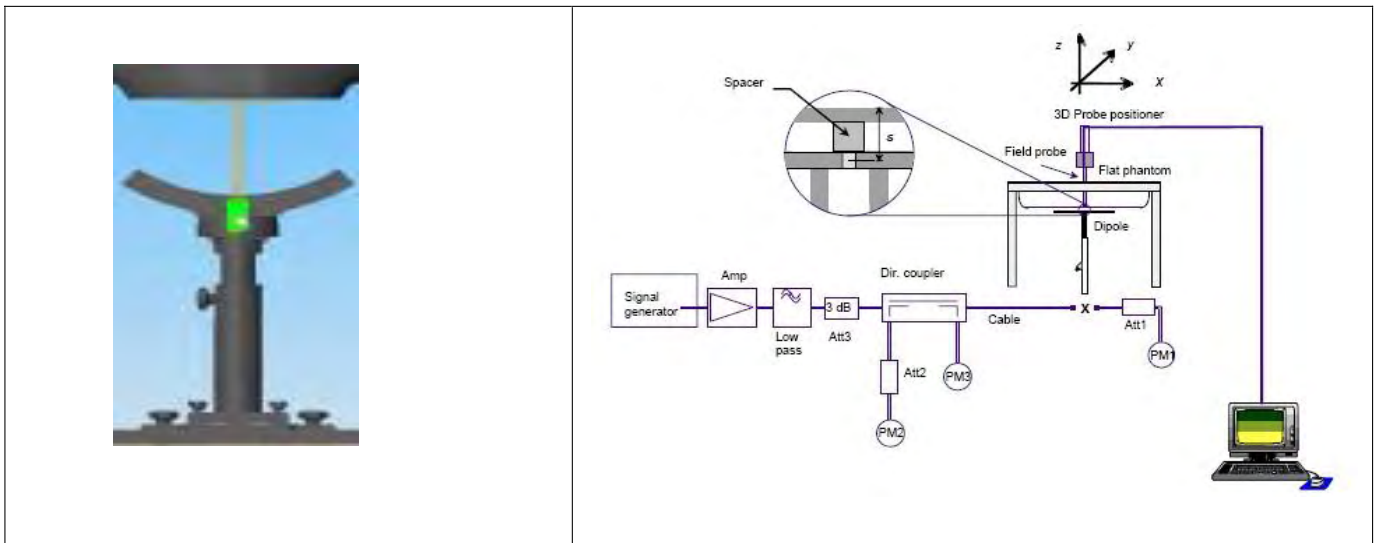 z
y
X
Spacer
s
3D Probe positioner
Field probe
Flat phantom
Dipole
Signal
generator
Amp
Low
pass
3 dB
Att3
Dir. coupler
Cable
x
Att1
PM1
Att2
PM3
PM2